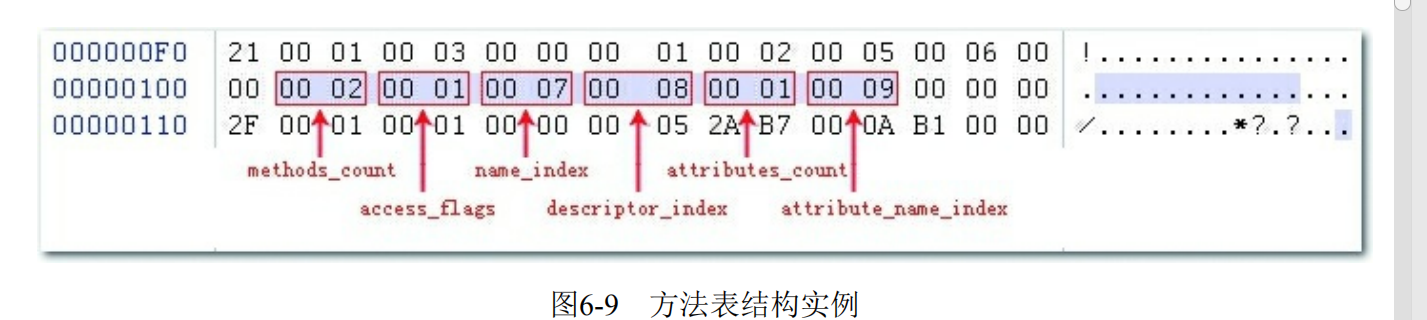 000000F0 21 00 01 00 03 00 00 00 01 00 02 00 05 00 06 00 !...............
00000100 00 00 02 00 01 00 07 00 08 00 01 00 09 00 00 00 ................
00000110 2F 00 01 00 01 00 00 00 05 2A B7 00 0A B1 00 00 /........*?.?...
methods_count name_index attributes_count
access_flags descriptor_index attribute_name_index
图6-9 方法表结构实例